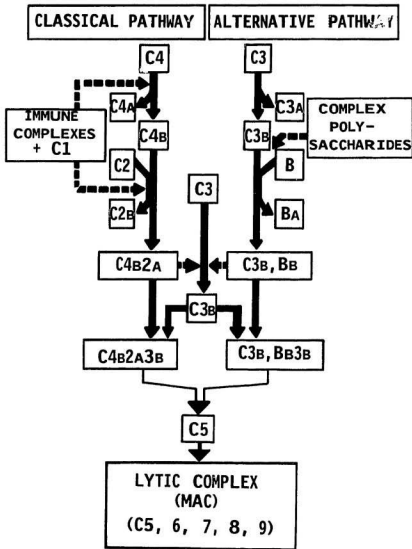 CLASSICAL PATHWAY
ALTERNATIVE PATHWAY
C4
C3
C4A
C3A
IMMUNE
COMPLEXES
+ C1
COMPLEX
POLY-
SACCHARIDES
C4B
C3B
C2
B
C3
C2B
BA
C4B2A
C3B, BB
C3B
C4B2A3B
C3B, BB3B
C5
LYTIC COMPLEX
(MAC)
(C5, 6, 7, 8, 9)